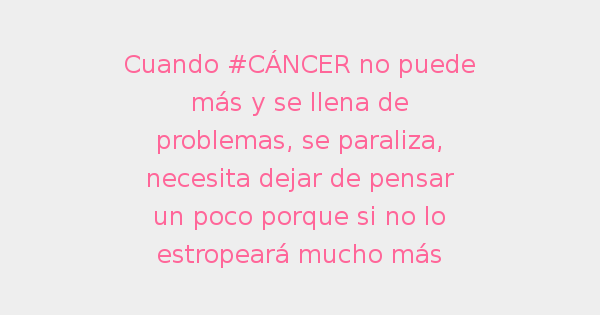 Cuando #CÁNCER no puede
más y se llena de
problemas, se paraliza,
necesita dejar de pensar
un poco porque si no lo
estropeará mucho más